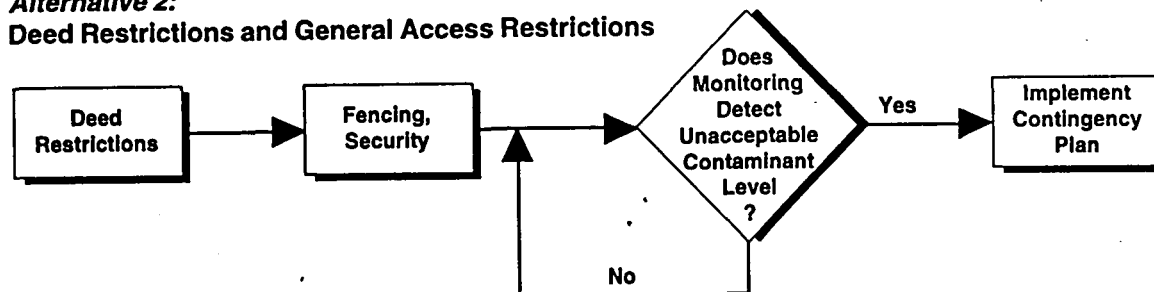 Alternative 2:
Deed Restrictions and General Access Restrictions
Deed
Restrictions
Fencing,
Security
Does
Monitoring
Detect
Unacceptable
Contaminant
Level
?
Yes
Implement
Contingency
Plan
No